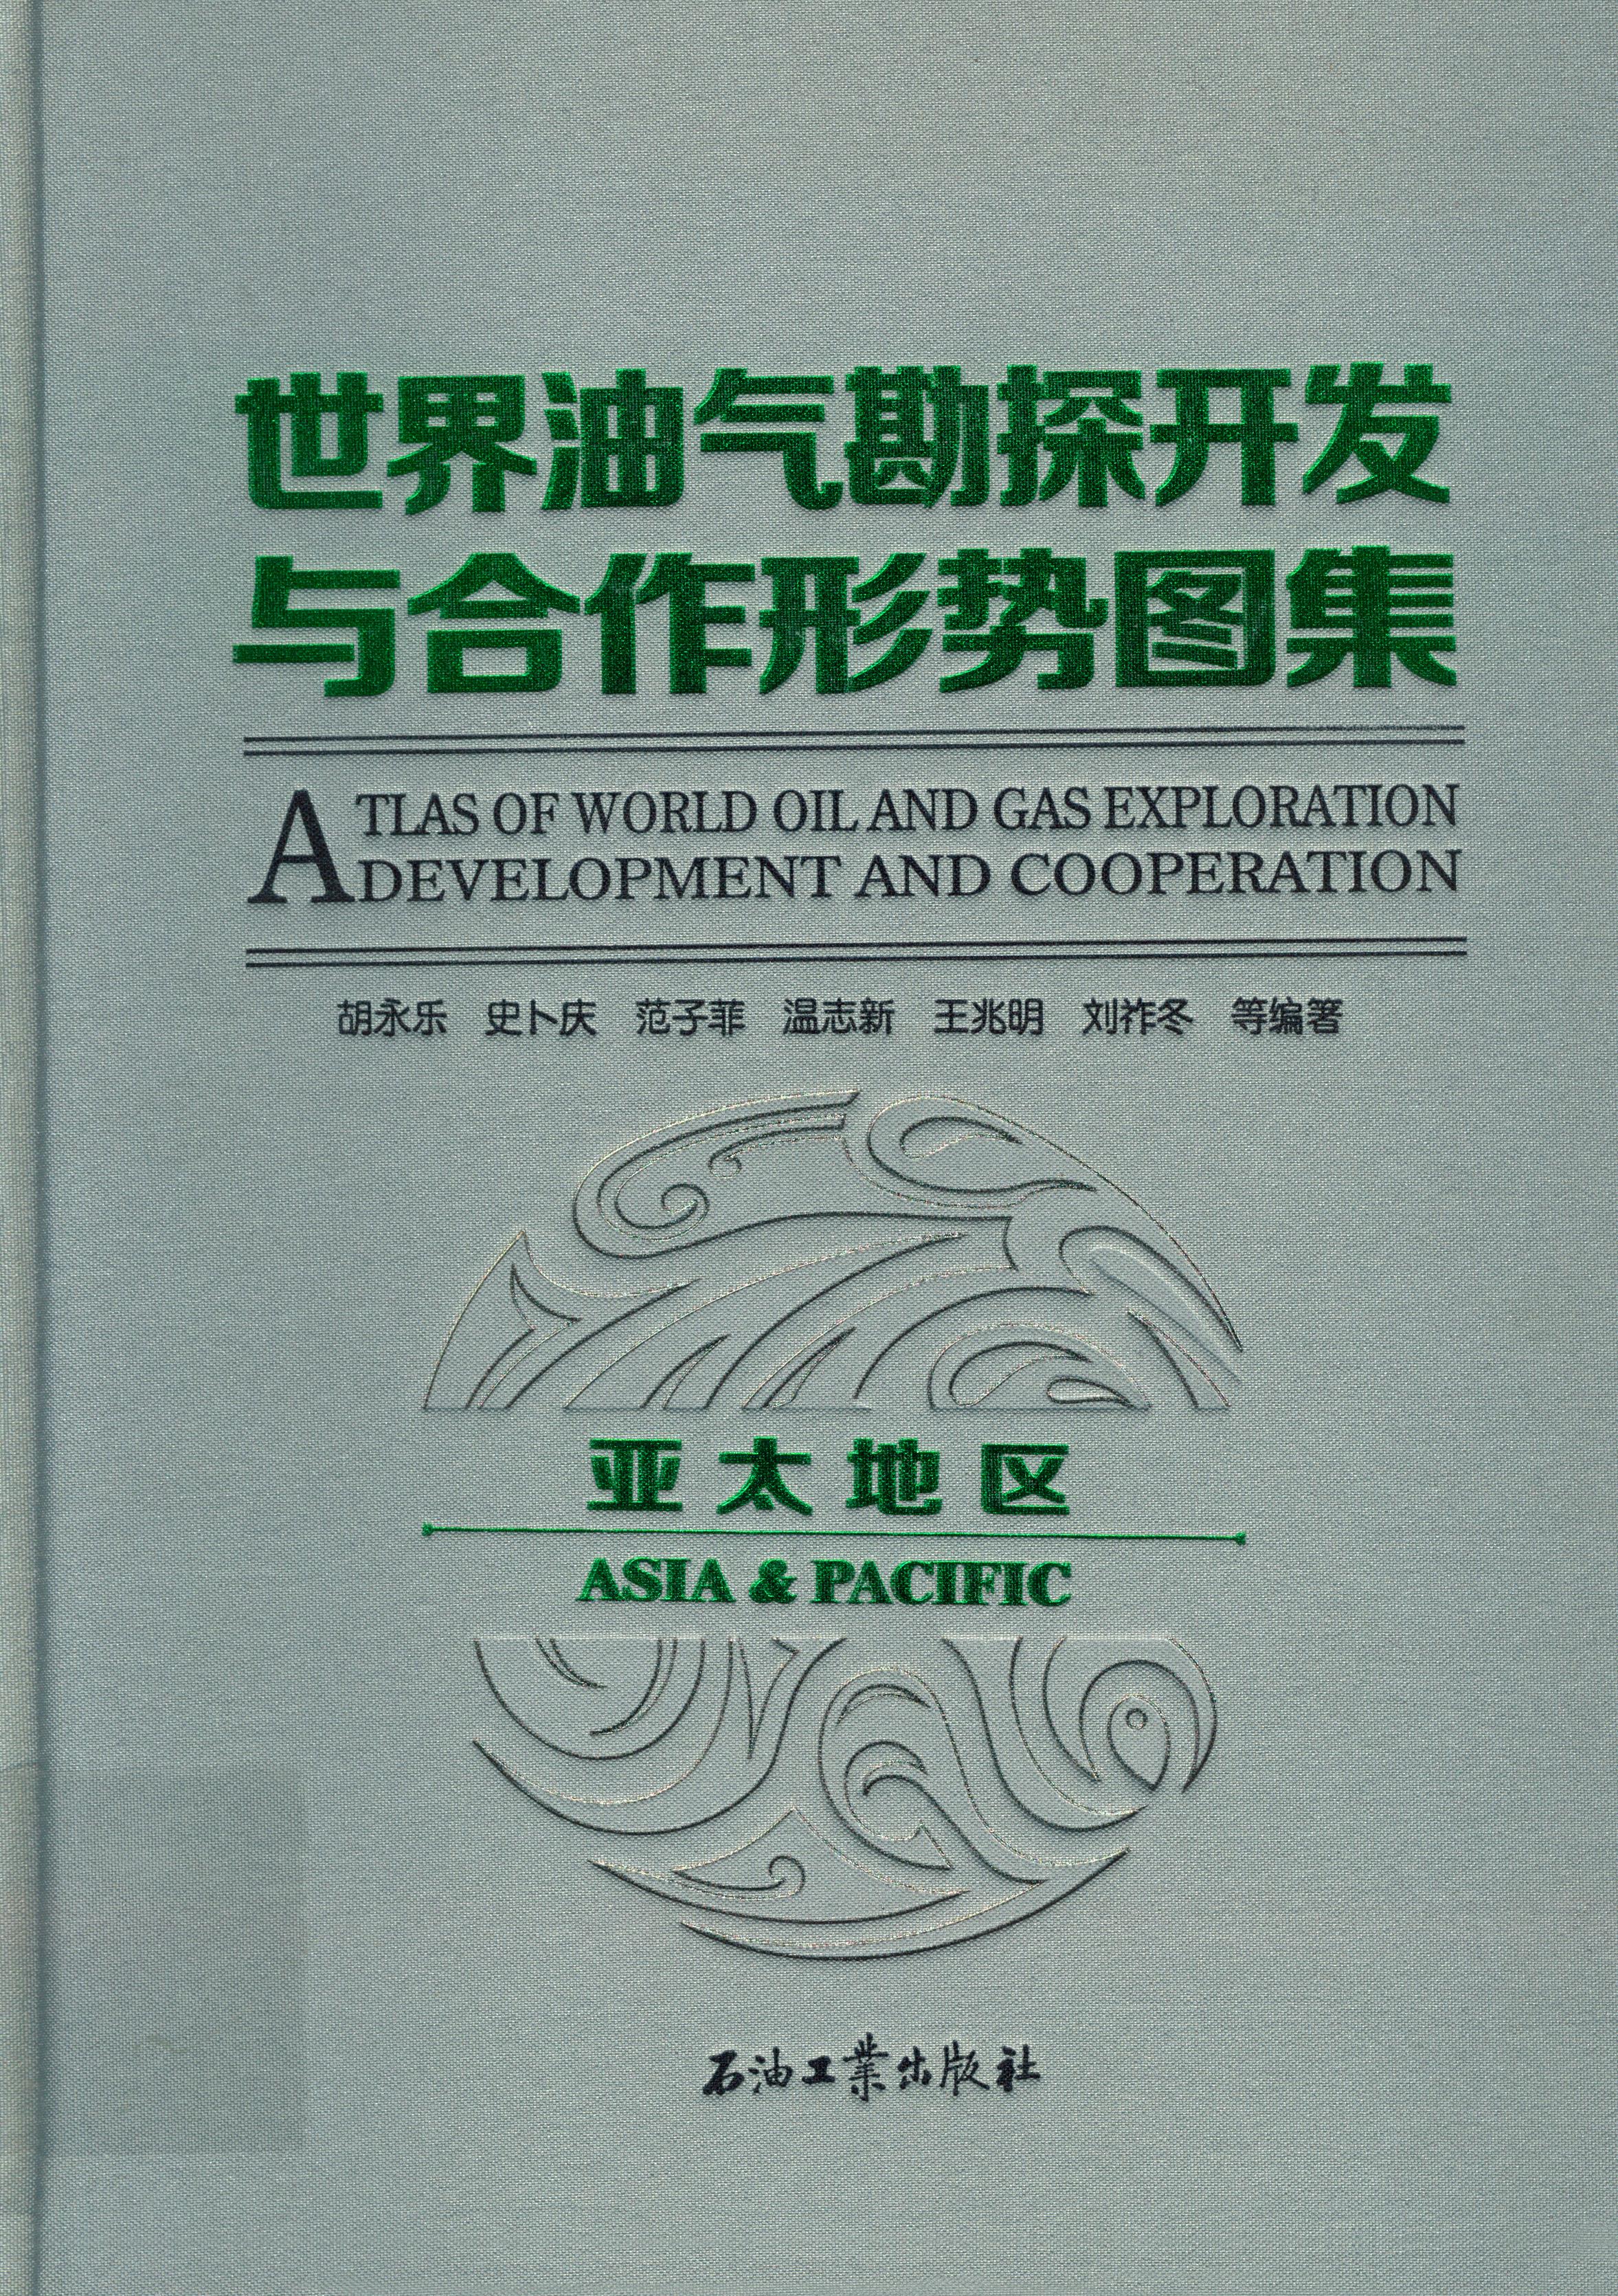 世界油气勘探开发
与合作形势图集
ATLAS OF WORLD OIL AND GAS EXPLORATION
DEVELOPMENT AND COOPERATION
胡永乐 史卜庆 范子菲 温志新 王兆明 刘祚冬 等编著
亚太地区
ASIA & PACIFIC
石油工業出版社